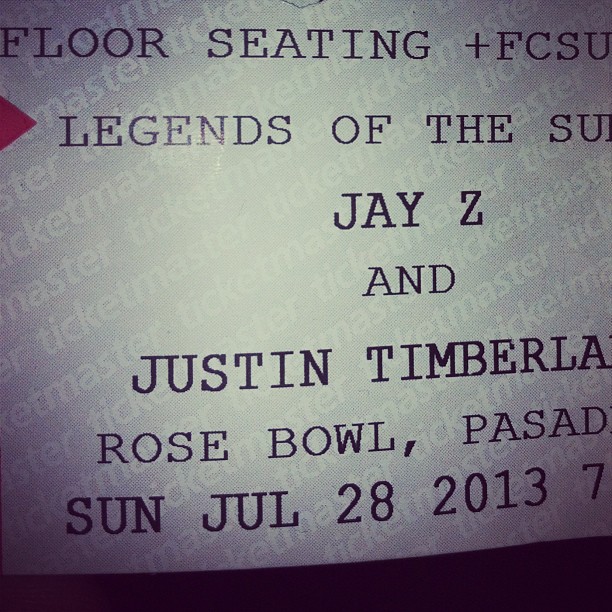 FLOOR SEATING +FCSU
LEGENDS OF THE SU
JAY Z
AND
JUSTIN TIMBERLA
ROSE BOWL, PASAD
SUN JUL 28 2013 7